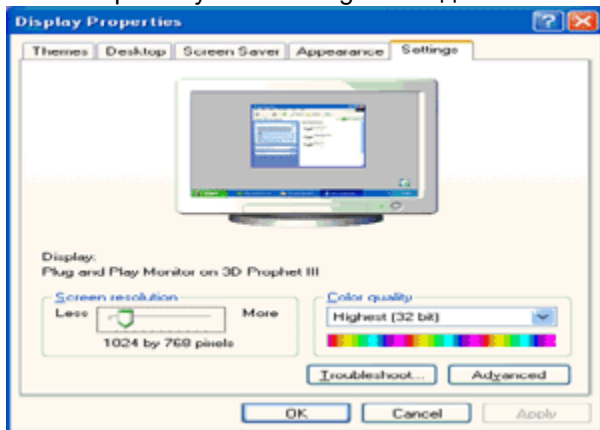 Display Properties
Themes Desktop Screen Saver Appearance Settings
Display:
Plug and Play Monitor on 3D Prophet III
Screen resolution Color quality
Less More Highest (32 bit)
1024 by 768 pixels
Troubleshoot... Advanced
OK Cancel Apply